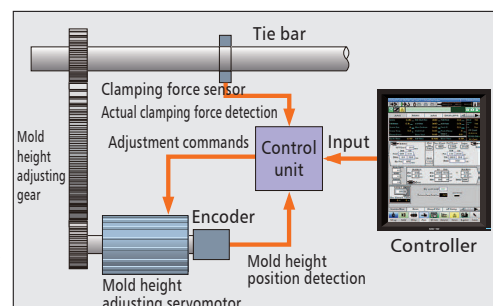 Tie bar
Clamping force sensor
Actual clamping force detection
Adjustment commands
Control
unit
Input
Mold
height
adjusting
gear
Encoder
Controller
Mold height
position detection
Mold height
adjusting servomotor